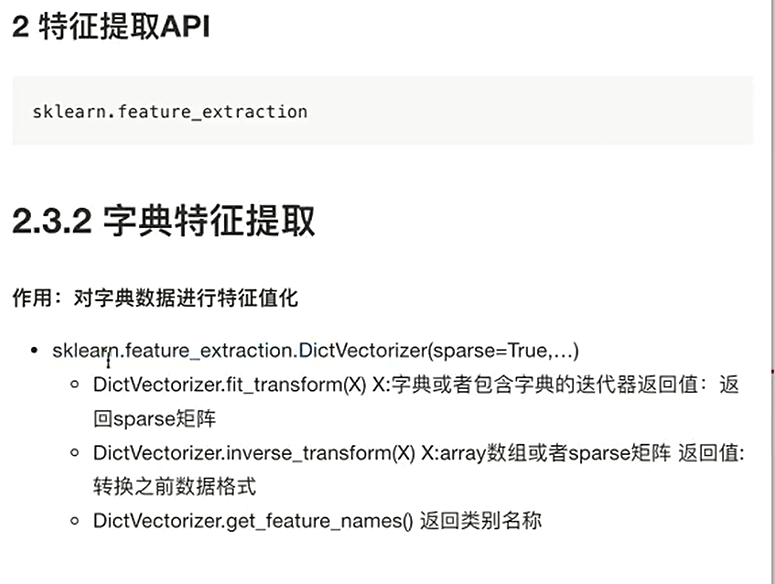 2 特征提取API
sklearn.feature_extraction
2.3.2 字典特征提取
作用：对字典数据进行特征值化
• sklearn.feature_extraction.DictVectorizer(sparse=True,…)
◦ DictVectorizer.fit_transform(X) X:字典或者包含字典的迭代器返回值：返
回sparse矩阵
◦ DictVectorizer.inverse_transform(X) X:array数组或者sparse矩阵 返回值:
转换之前数据格式
◦ DictVectorizer.get_feature_names() 返回类别名称